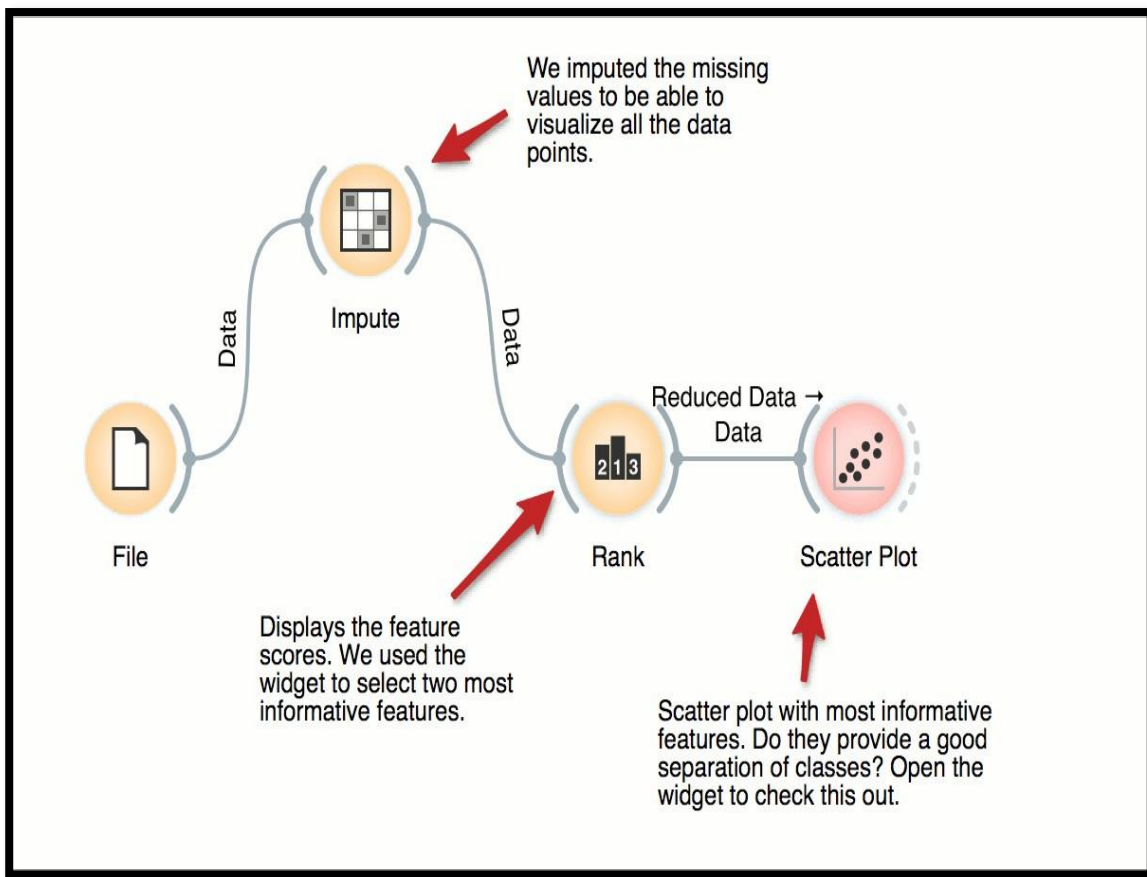 We imputed the missing
values to be able to
visualize all the data
points.
Impute
Data
Data
Reduced Data →
Data
213
File
Rank
Scatter Plot
Displays the feature
scores. We used the
widget to select two most
informative features.
Scatter plot with most informative
features. Do they provide a good
separation of classes? Open the
widget to check this out.